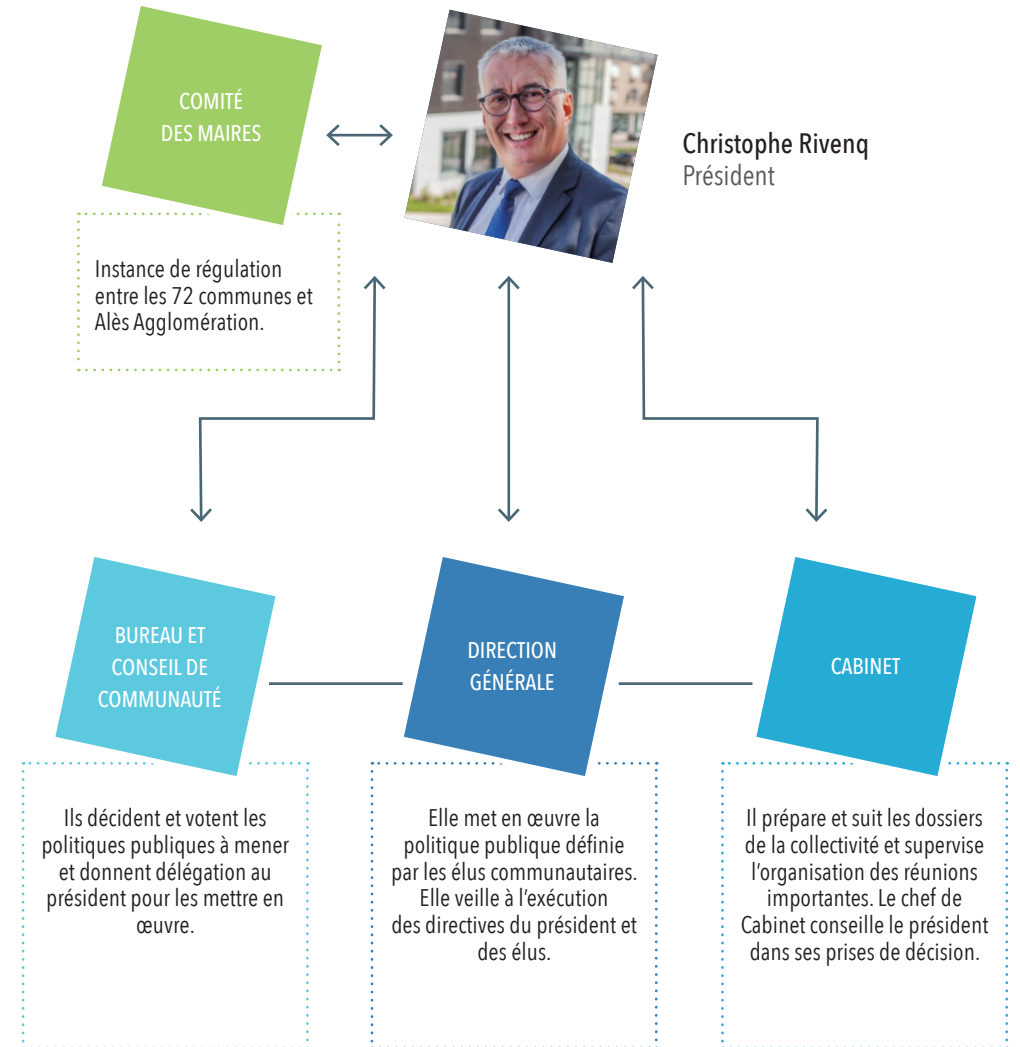 COMITÉ
DES MAIRES
Christophe Rivenq
Président
Instance de régulation
entre les 72 communes et
Alès Agglomération.
BUREAU ET
CONSEIL DE
COMMUNAUTÉ
Ils décident et votent les
politiques publiques à mener
et donnent délégation au
président pour les mettre en
œuvre.
DIRECTION
GÉNÉRALE
Elle met en œuvre la
politique publique définie
par les élus communautaires.
Elle veille à l'exécution
des directives du président et
des élus.
CABINET
Il prépare et suit les dossiers
de la collectivité et supervise
l'organisation des réunions
importantes. Le chef de
Cabinet conseille le président
dans ses prises de décision.